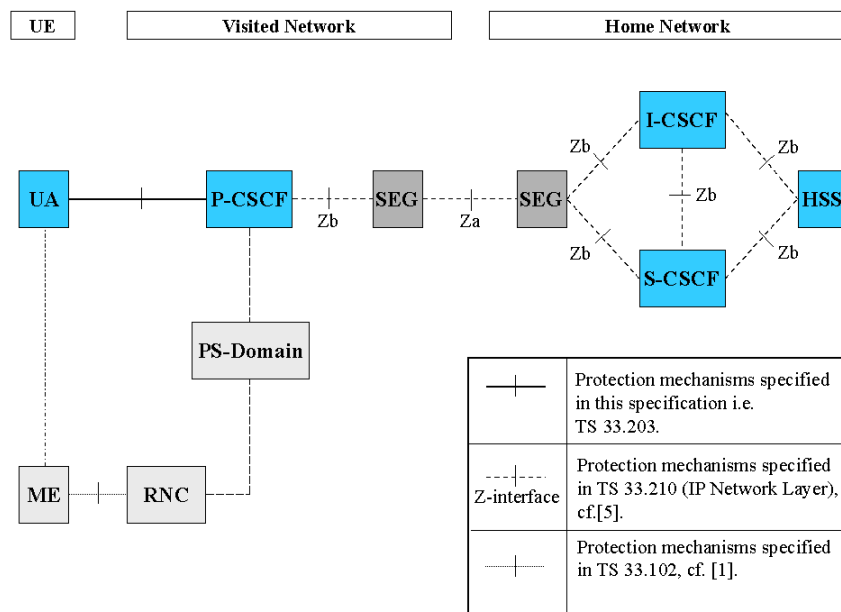 UE
Visited Network
Home Network
I-CSCF
Zb
Zb
UA
P-CSCF
SEG
SEG
Zb
HSS
Zb
Za
Zb
Zb
S-CSCF
PS-Domain
Protection mechanisms specified
in this specification i.e.
TS 33.203.
ME
RNC
Z-interface
Protection mechanisms specified
in TS 33.210 (IP Network Layer),
cf.[5].
Protection mechanisms specified
in TS 33.102, cf. [1].